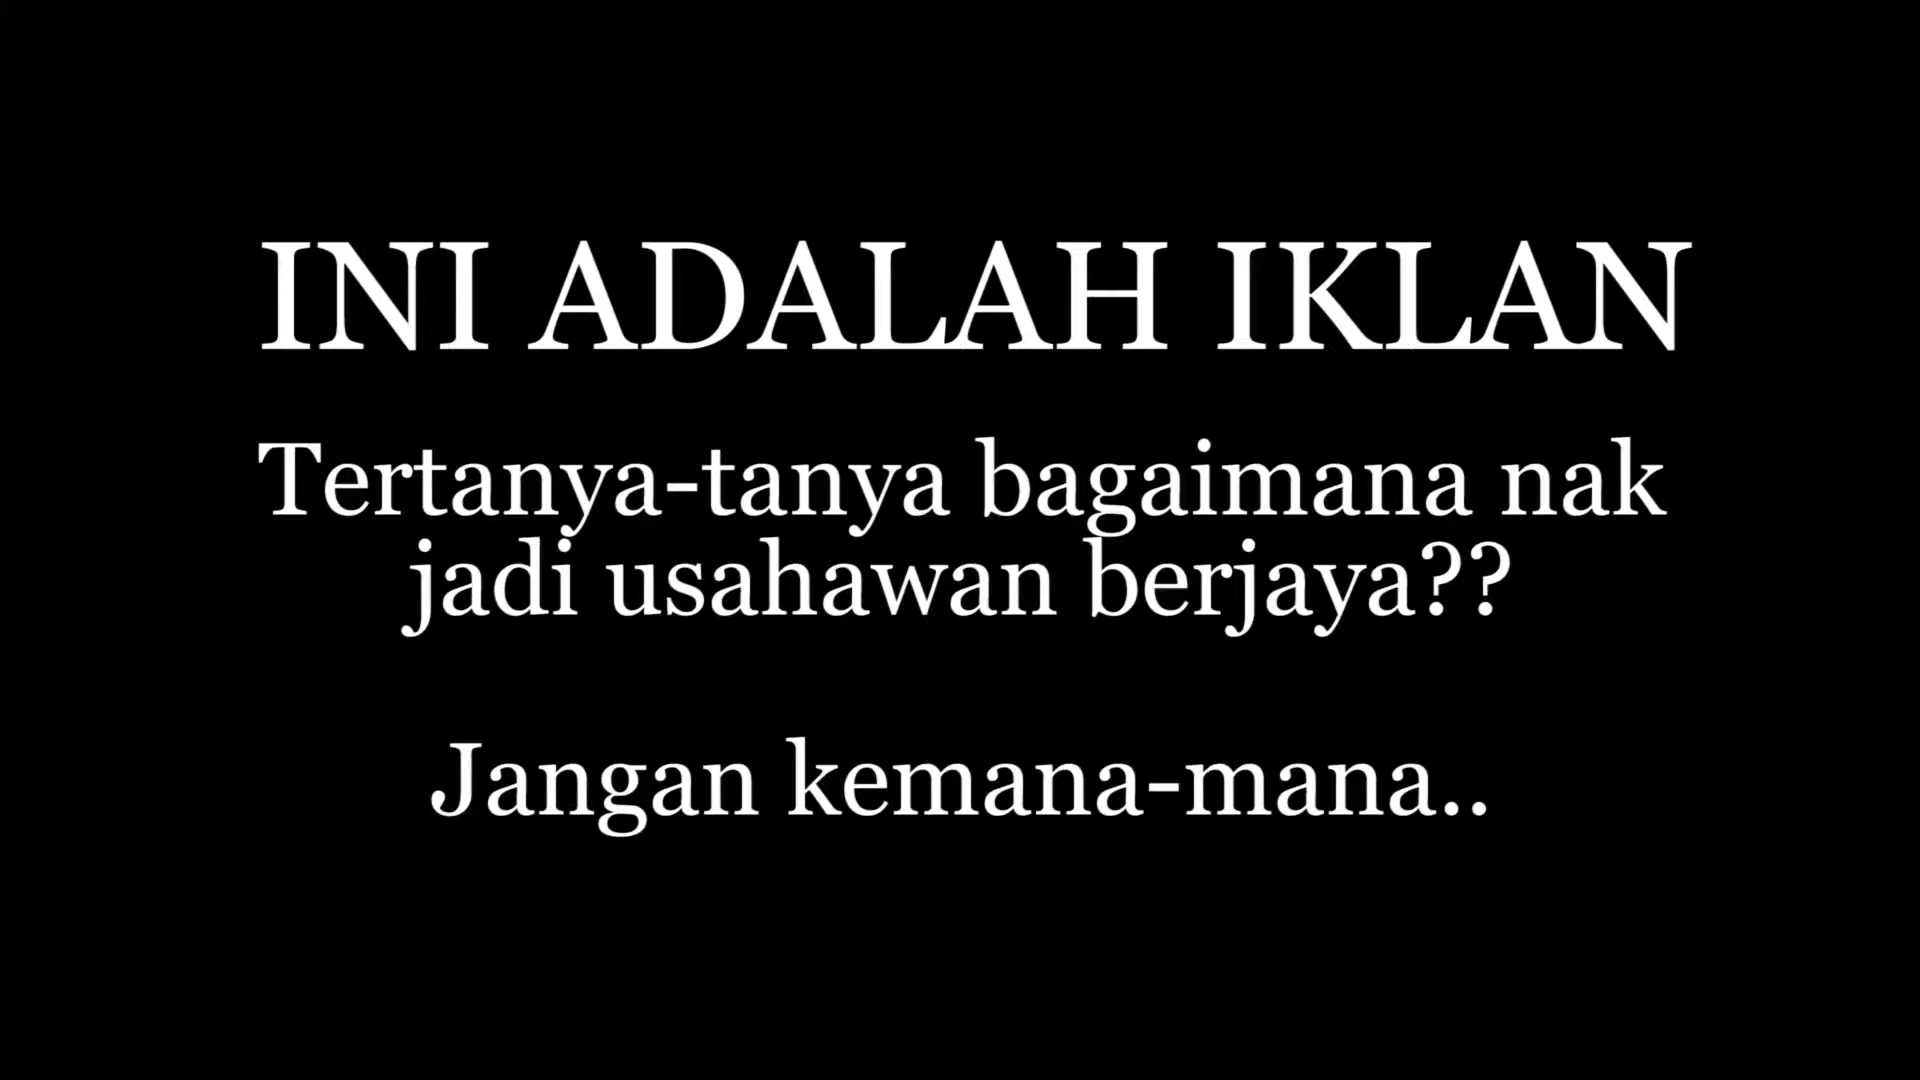 INI ADALAH IKLAN
Tertanya-tanya bagaimana nak
jadi usahawan berjaya??
Jangan kemana-mana..